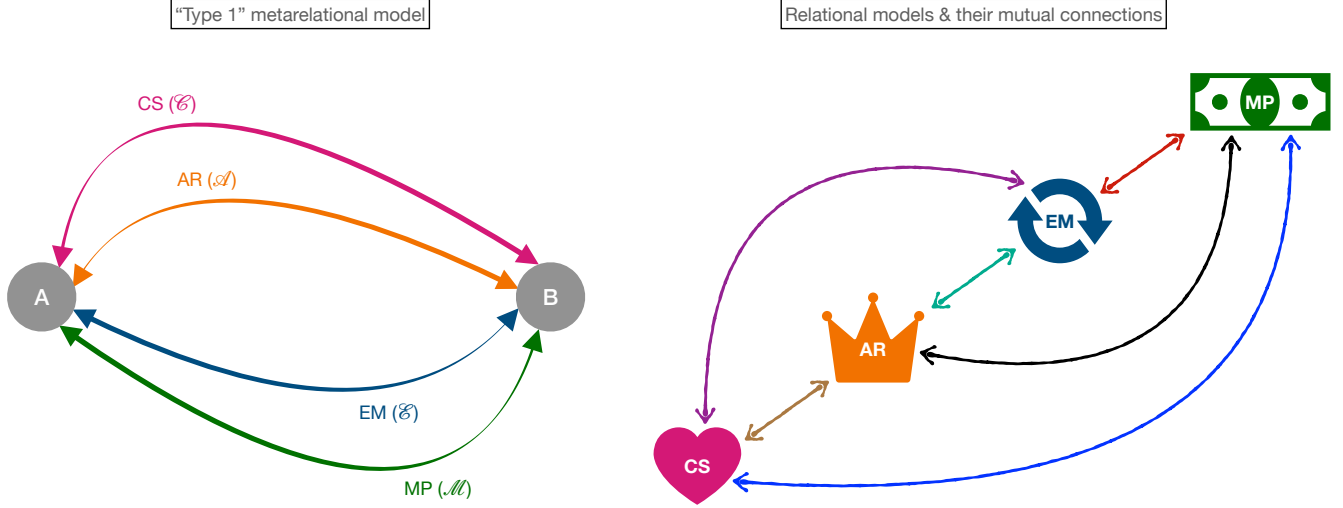 “Type 1” metarelational model
CS (𝒞)
AR (𝒜)
A
B
EM (ℰ)
MP (ℳ)
Relational models & their mutual connections
MP
EM
AR
CS